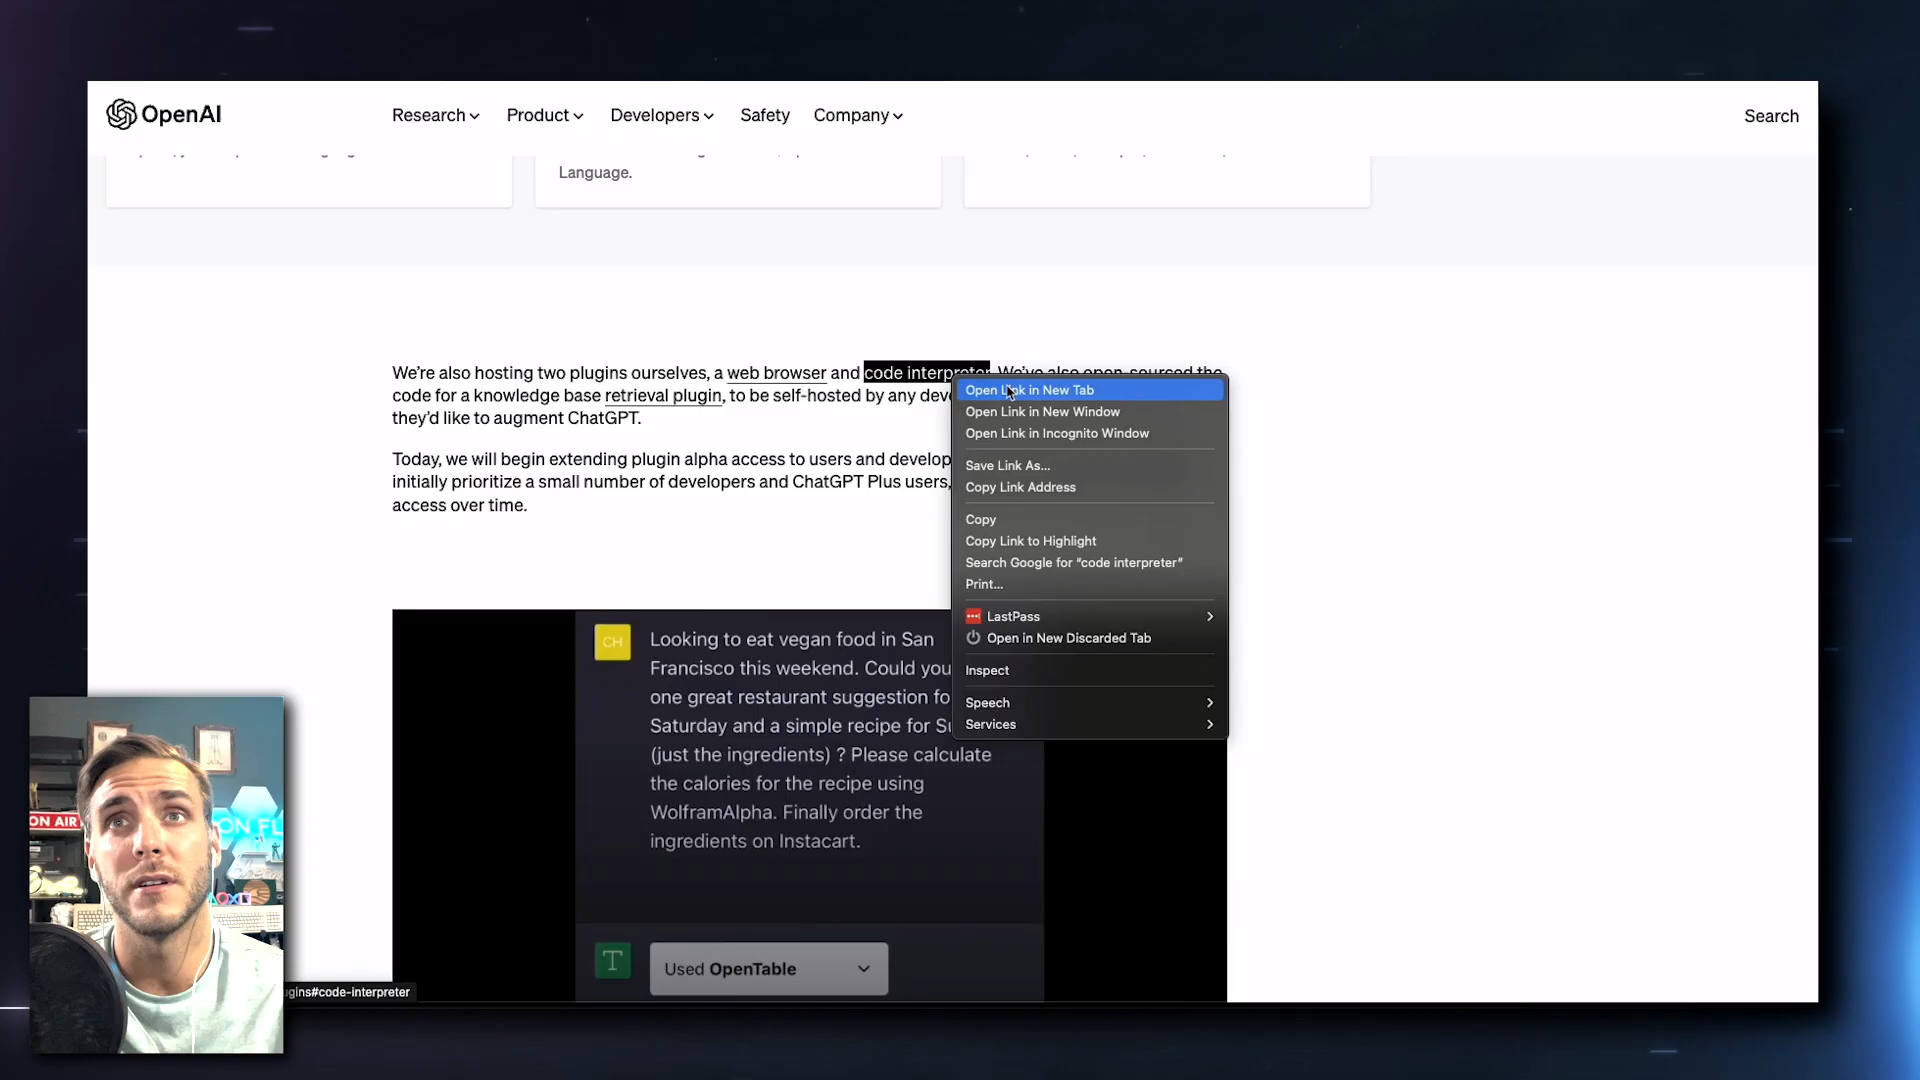 OpenAI
Research
Product
Developers
Safety
Company
Search
Language.
We're also hosting two plugins ourselves, a web browser and code interpreter. We've also open-sourced the
code for a knowledge base retrieval plugin, to be self-hosted by any
they'd like to augment ChatGPT.
Today, we will begin extending plugin alpha access to users and
initially prioritize a small number of developers and ChatGPT Plus users,
access over time.
Open Link in New Tab
Open Link in New Window
Open Link in Incognito Window
Save Link As...
Copy Link Address
Copy
Copy Link to Highlight
Search Google for “code interpreter”
Print...
LastPass
Open in New Discarded Tab
Inspect
Speech
Services
CH
Looking to eat vegan food in San
Francisco this weekend. Could you
one great restaurant suggestion
Saturday and a simple recipe for
(just the ingredients) ? Please calculate
the calories for the recipe using
WolframAlpha. Finally order the
ingredients on Instacart.
T
Used OpenTable
ON AIR
ON FL
ugins#code-interpreter